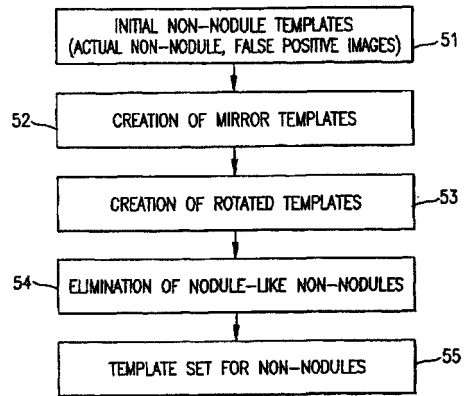 INITIAL NON-NODULE TEMPLATES
(ACTUAL NON-NODULE, FALSE POSITIVE IMAGES)
51
52
CREATION OF MIRROR TEMPLATES
CREATION OF ROTATED TEMPLATES
53
54
ELIMINATION OF NODULE-LIKE NON-NODULES
TEMPLATE SET FOR NON-NODULES
55